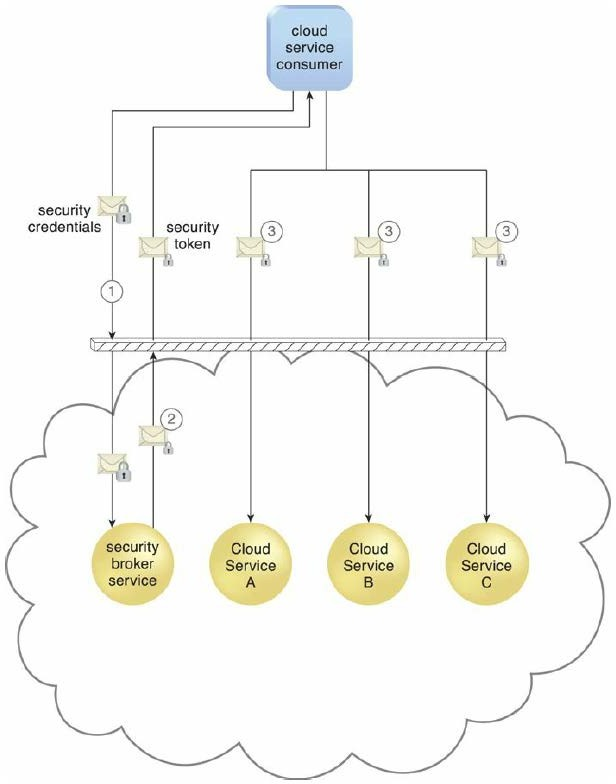 cloud
service
consumer
security
credentials
security
token
3
3
3
1
2
security
broker
service
Cloud
Service
A
Cloud
Service
B
Cloud
Service
C